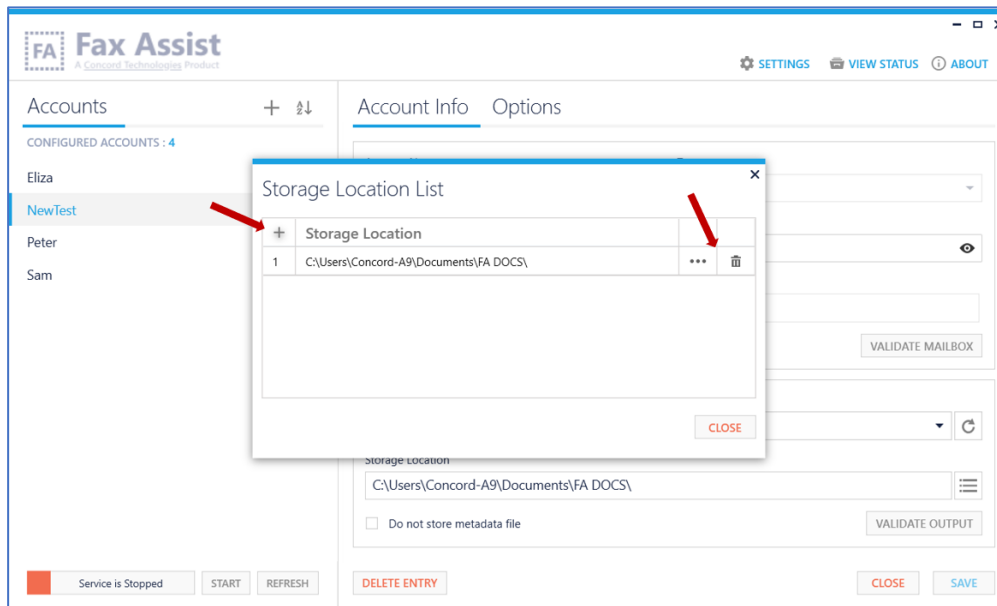 FA Fax Assist
A Concord Technologies Product
SETTINGS VIEW STATUS ABOUT
Accounts
Account Info Options
CONFIGURED ACCOUNTS : 4
Eliza
NewTest
Peter
Sam
Storage Location List
Storage Location
1 C:\Users\Concord-A9\Documents\FA DOCS\
CLOSE
VALIDATE MAILBOX
Storage Location
C:\Users\Concord-A9\Documents\FA DOCS\
Do not store metadata file
VALIDATE OUTPUT
Service is Stopped START REFRESH
DELETE ENTRY
CLOSE SAVE